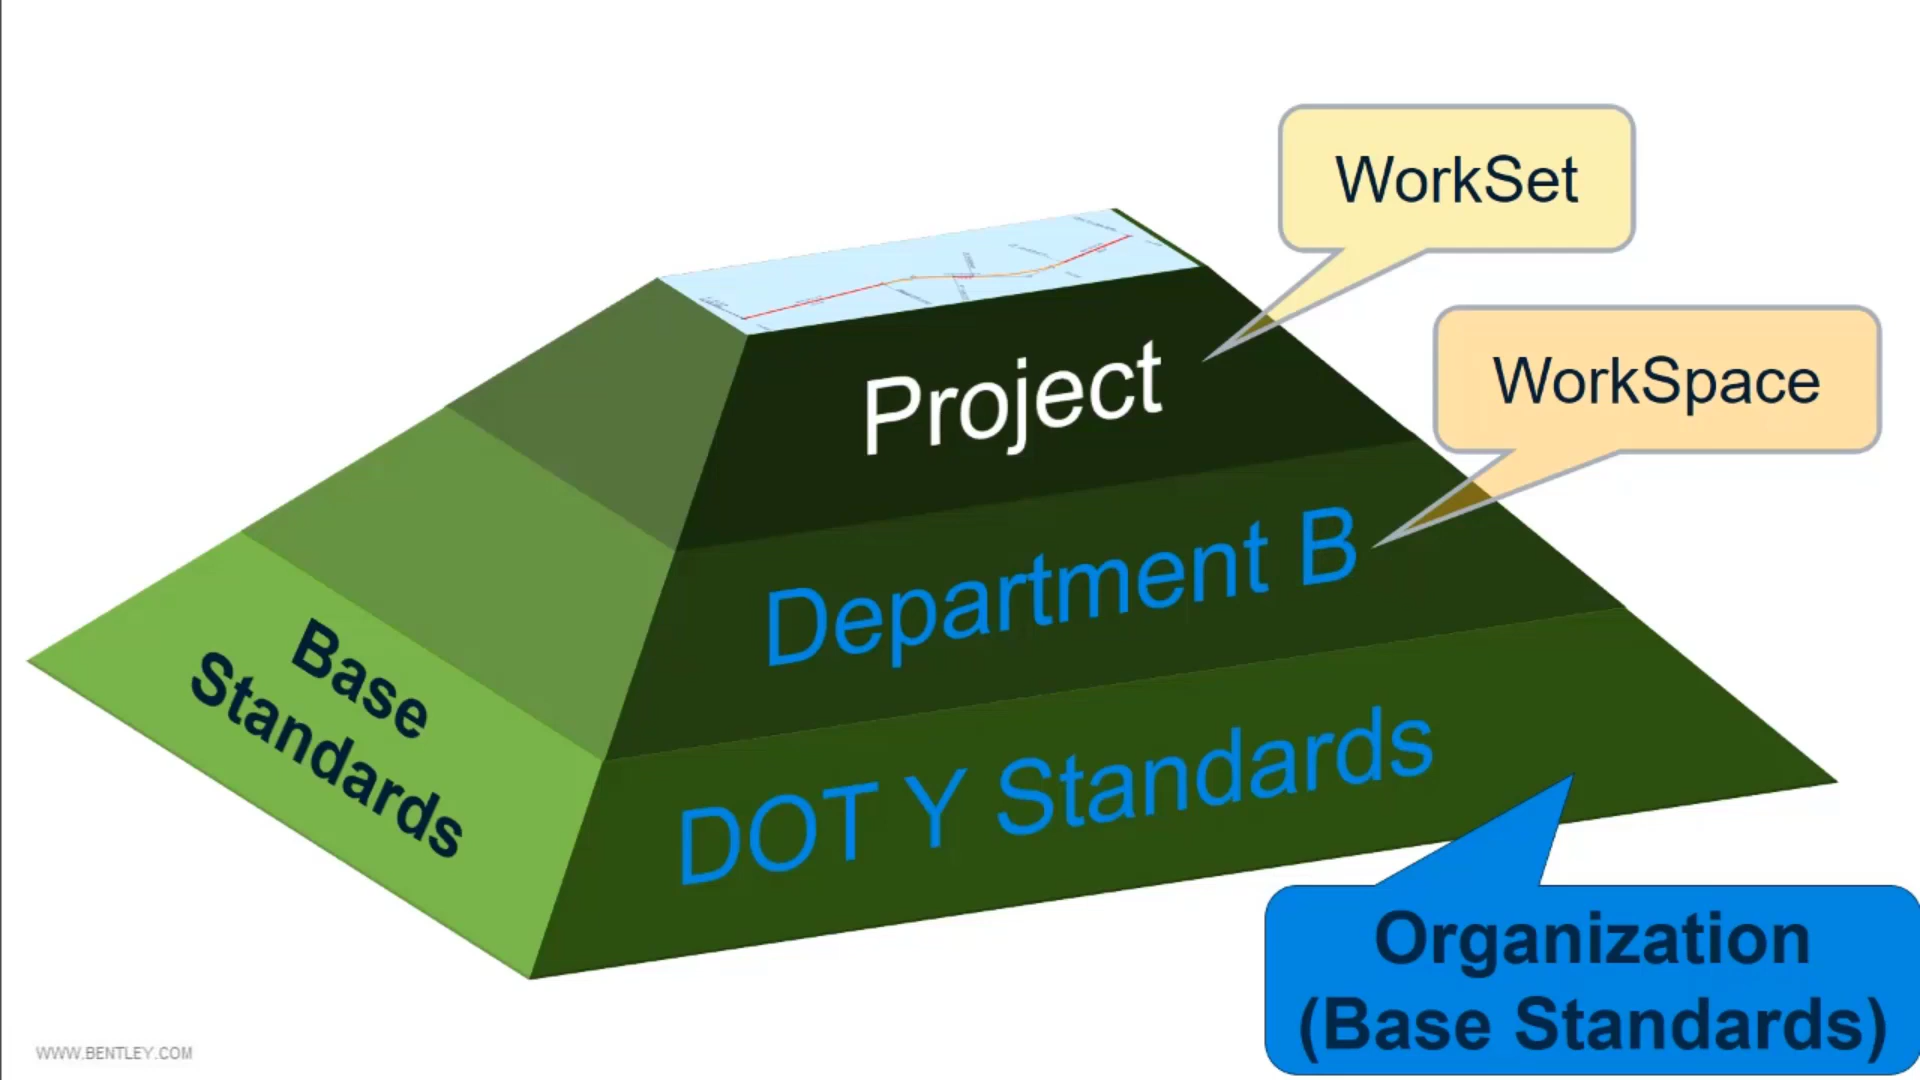 WorkSet
WorkSpace
Project
Department B
Base
Standards
DOT Y Standards
Organization
(Base Standards)
WWW.BENTLEY.COM